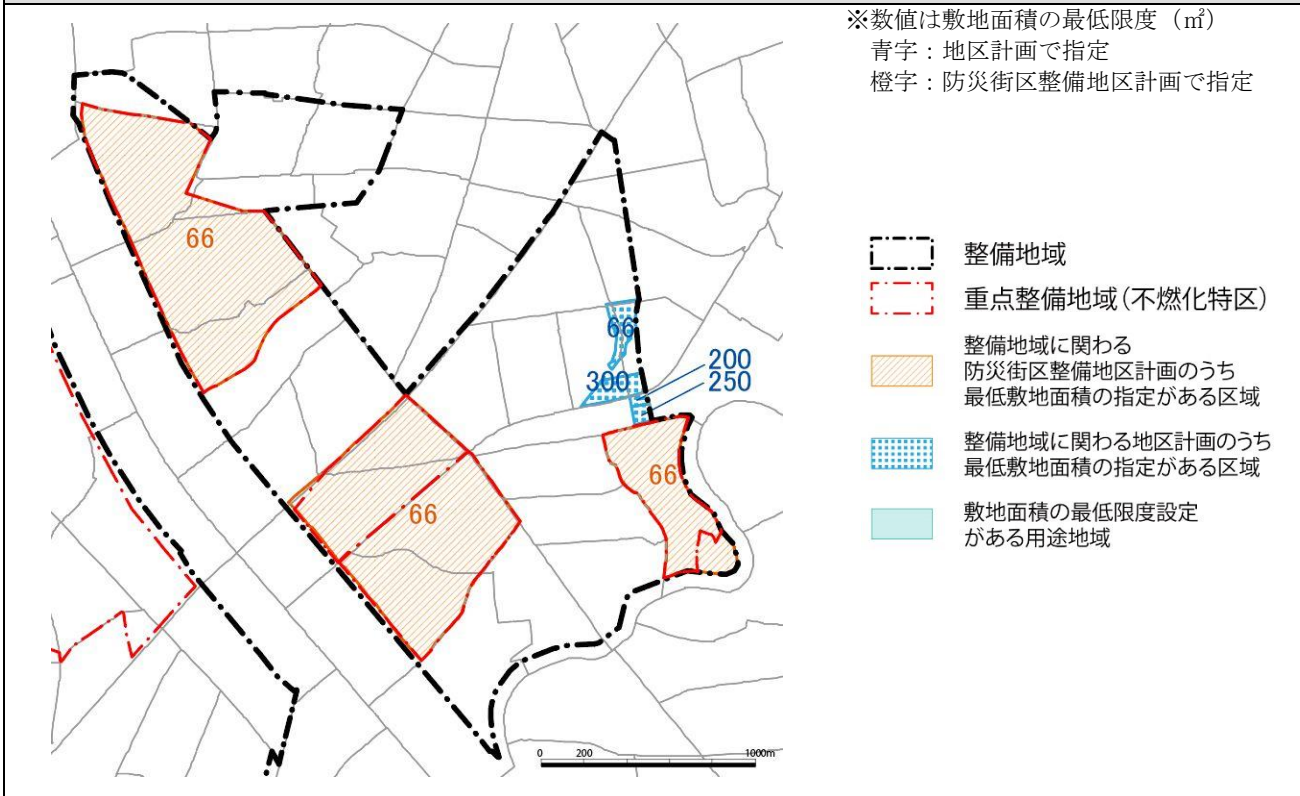 ※数値は敷地面積の最低限度（㎡）
青字：地区計画で指定
橙字：防災街区整備地区計画で指定
66
66
200
300
250
66
66
整備地域
重点整備地域(不燃化特区)
整備地域に関わる
防災街区整備地区計画のうち
最低敷地面積の指定がある区域
整備地域に関わる地区計画のうち
最低敷地面積の指定がある区域
敷地面積の最低限度設定
がある用途地域
0 200 1000m